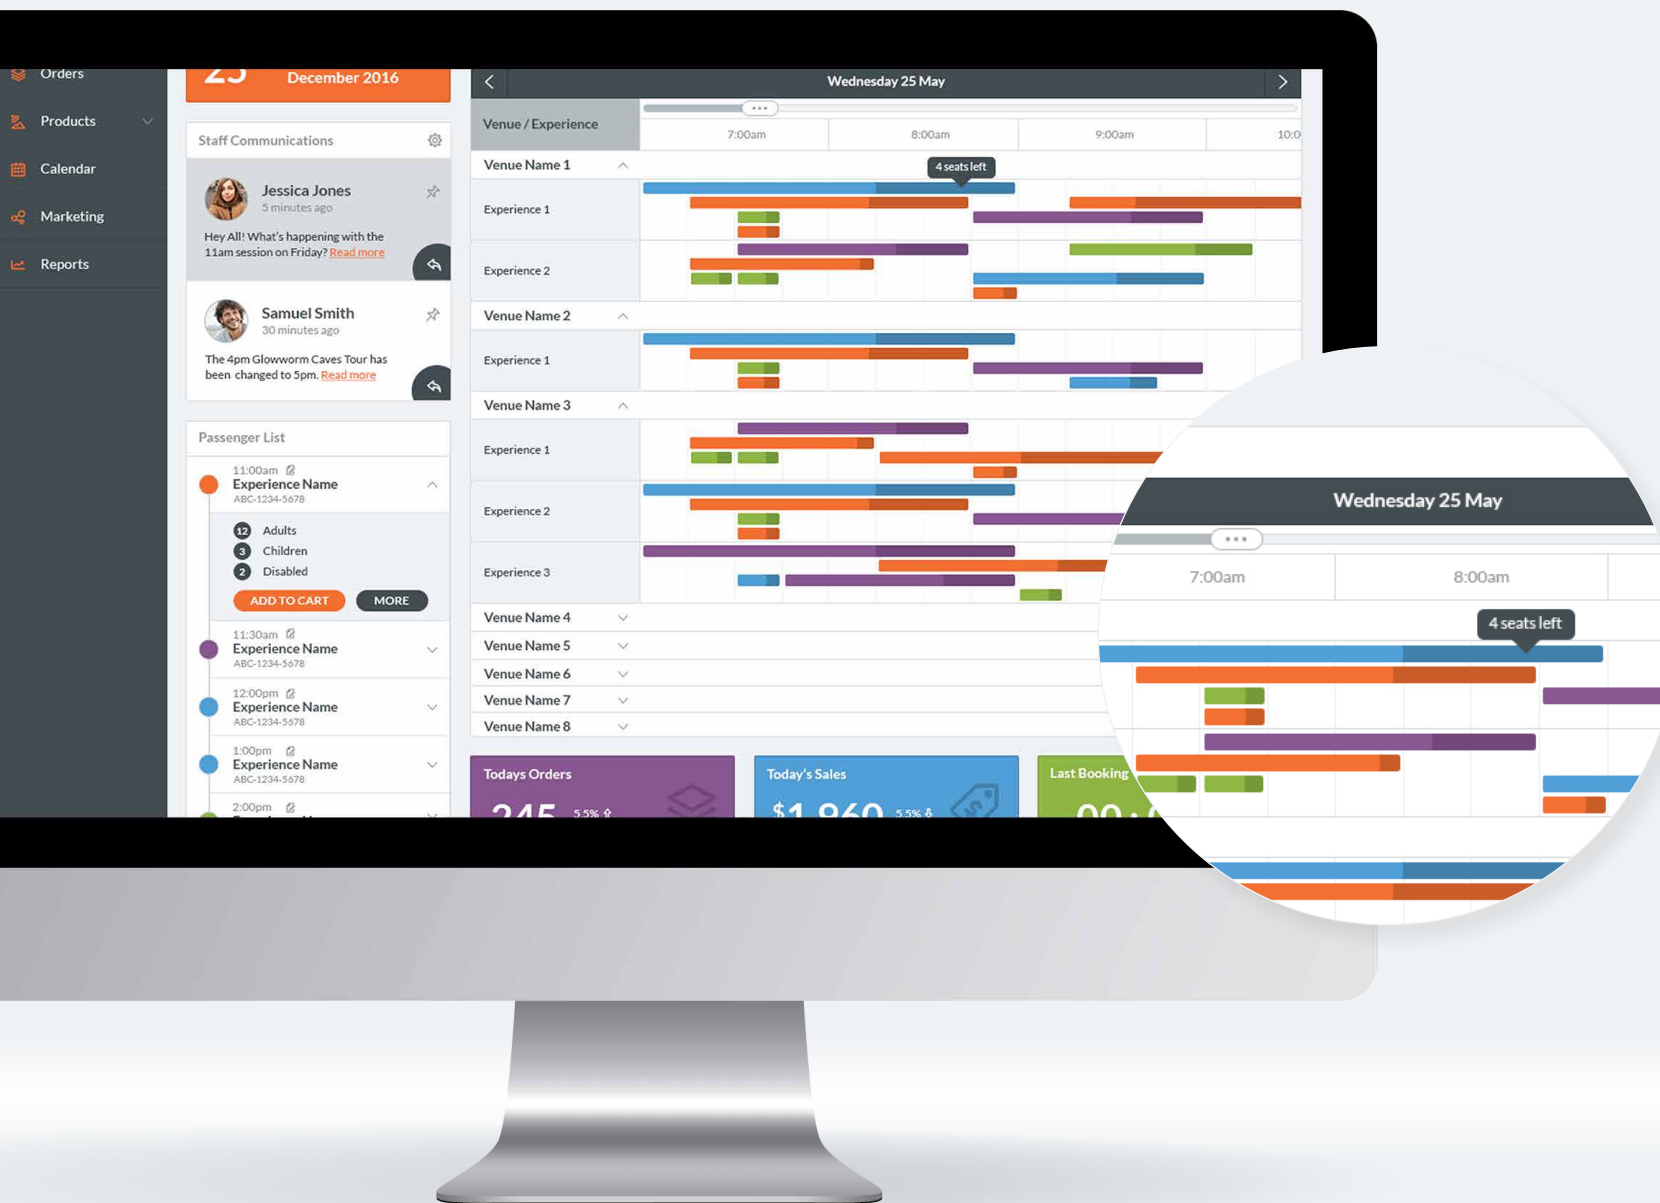 Orders
Products
Calendar
Marketing
Reports
25
December 2016
Staff Communications
Jessica Jones
5 minutes ago
Hey All! What's happening with the
11am session on Friday? Read more
Samuel Smith
30 minutes ago
The 4pm Glowworm Caves Tour has
been changed to 5pm. Read more
Passenger List
11:00am
Experience Name
ABC-1234-5678
12 Adults
3 Children
2 Disabled
ADD TO CART MORE
11:30am
Experience Name
ABC-1234-5678
12:00pm
Experience Name
ABC-1234-5678
1:00pm
Experience Name
ABC-1234-5678
2:00pm
Wednesday 25 May
Venue / Experience
7:00am 8:00am 9:00am 10:0
Venue Name 1
4 seats left
Experience 1
Experience 2
Venue Name 2
Experience 1
Venue Name 3
Experience 1
Experience 2
Experience 3
Venue Name 4
Venue Name 5
Venue Name 6
Venue Name 7
Venue Name 8
Todays Orders
245 5.5%
Today's Sales
$1,960 5.5%
Last Booking
00:
Wednesday 25 May
7:00am 8:00am
4 seats left